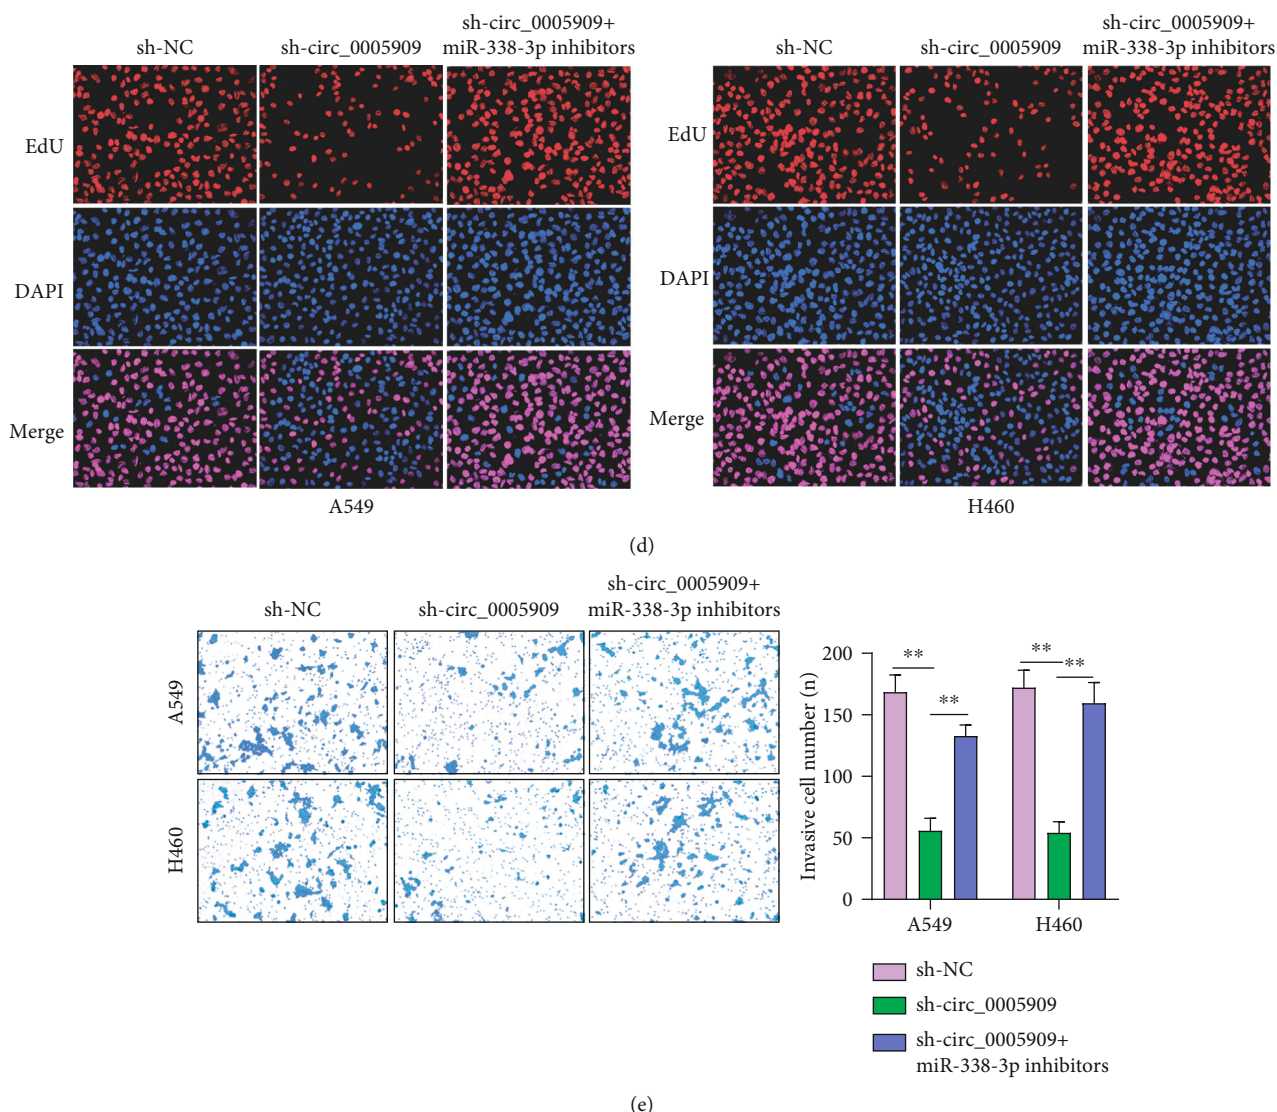 sh-NC
sh-circ_0005909
sh-circ_0005909+
miR-338-3p inhibitors
EdU
DAPI
Merge
A549
sh-NC
sh-circ_0005909
sh-circ_0005909+
miR-338-3p inhibitors
EdU
DAPI
Merge
H460
(d)
sh-NC
sh-circ_0005909
sh-circ_0005909+
miR-338-3p inhibitors
A549
H460
Invasive cell number (n)
200
150
100
50
0
**
**
**
**
A549
H460
sh-NC
sh-circ_0005909
sh-circ_0005909+
miR-338-3p inhibitors
(e)